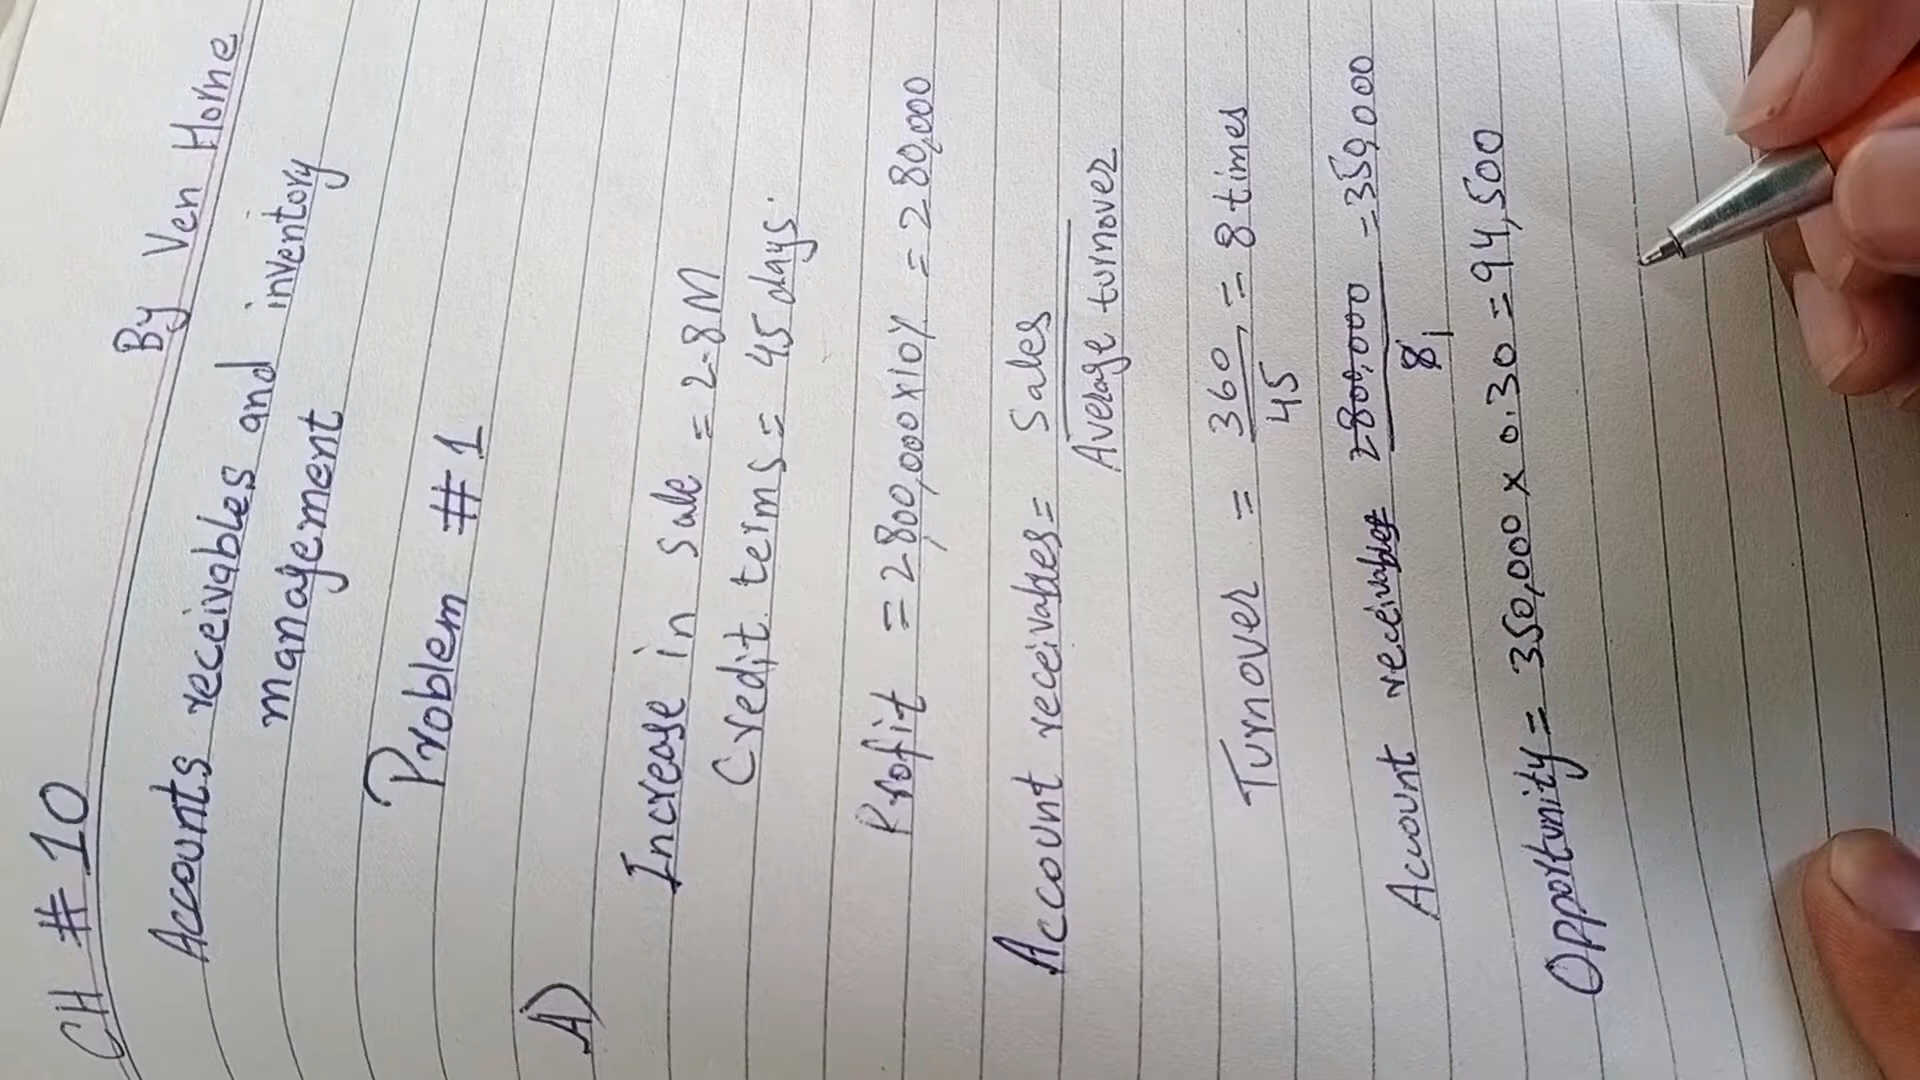 CH # 10
By Ven Horne
Accounts receivables and inventory
management
Problem # 1
A)
Increase in sale = 2.8M
Credit terms = 45 days.
Profit = 2800,000x10% = 280,000
Account receivables= Sales
Average turnover
Turnover = 360 = 8 times
45
Account receivables 2800,000 = 350,000
8
Opportunity = 350,000 x 0.30 = 94,500